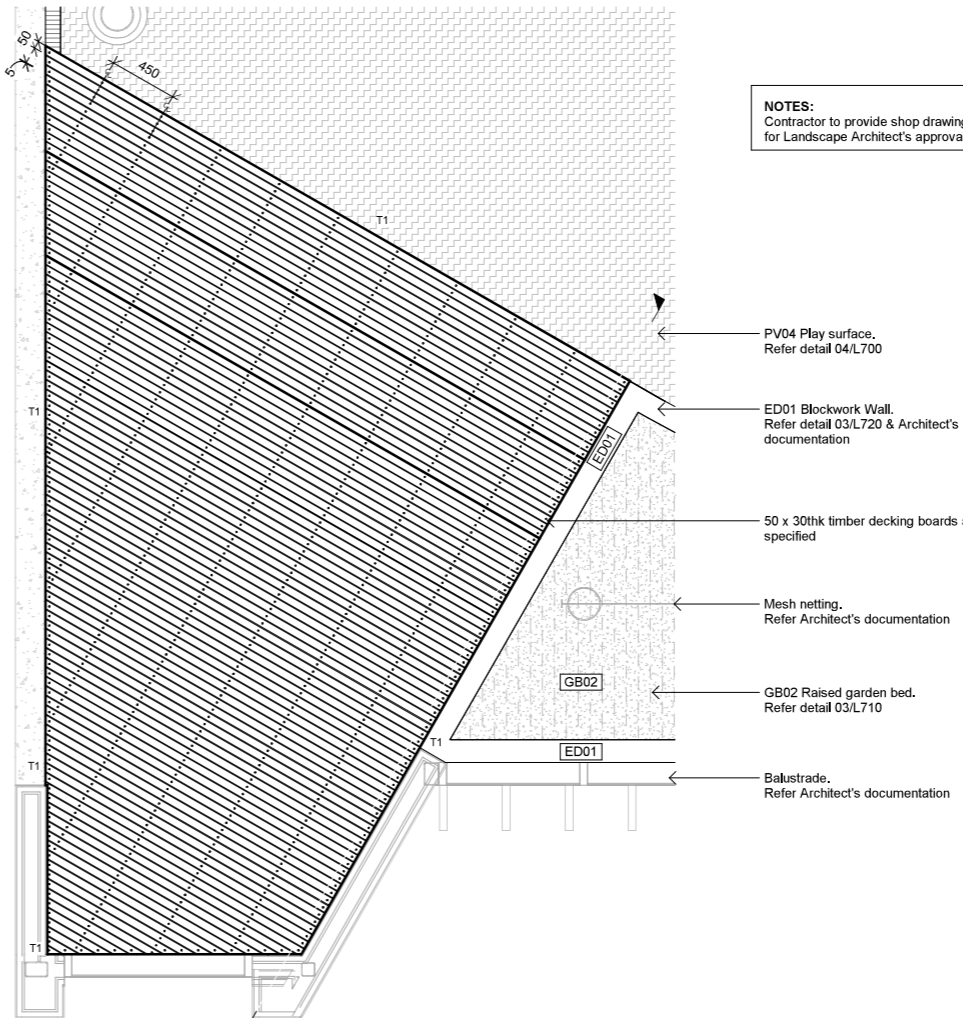 50
5
450
NOTES:
Contractor to provide shop drawing
for Landscape Architect's approva
T1
PV04 Play surface.
Refer detail 04/L700
T1
ED01 Blockwork Wall.
Refer detail 03/L720 & Architect's
documentation
ED01
50 x 30thk timber decking boards
specified
Mesh netting.
Refer Architect's documentation
GB02
GB02 Raised garden bed.
Refer detail 03/L710
T1
ED01
T1
Balustrade.
Refer Architect's documentation
T1